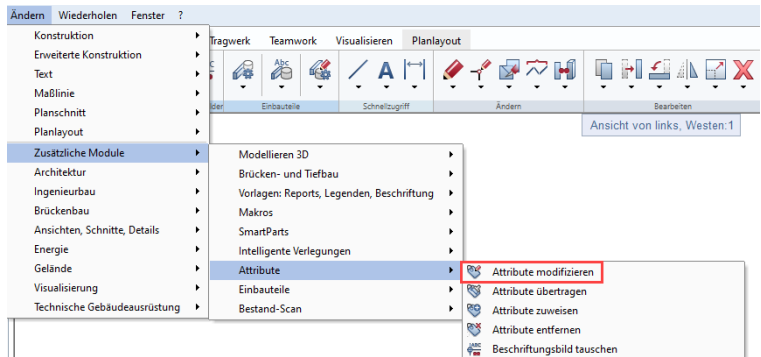 Ändern Wiederholen Fenster ?
Konstruktion
Erweiterte Konstruktion
Text
Maßlinie
Planschnitt
Planlayout
Zusätzliche Module
Architektur
Ingenieurbau
Brückenbau
Ansichten, Schnitte, Details
Energie
Gelände
Visualisierung
Technische Gebäudeausrüstung
Tragwerk Teamwork Visualisieren Planlayout
Abc
A
Einbauteile Schnellzugriff Ändern Bearbeiten
Ansicht von links, Westen:1
Modellieren 3D
Brücken- und Tiefbau
Vorlagen: Reports, Legenden, Beschriftung
Makros
SmartParts
Intelligente Verlegungen
Attribute
Einbauteile
Bestand-Scan
Attribute modifizieren
Attribute übertragen
Attribute zuweisen
Attribute entfernen
Beschriftungsbild tauschen